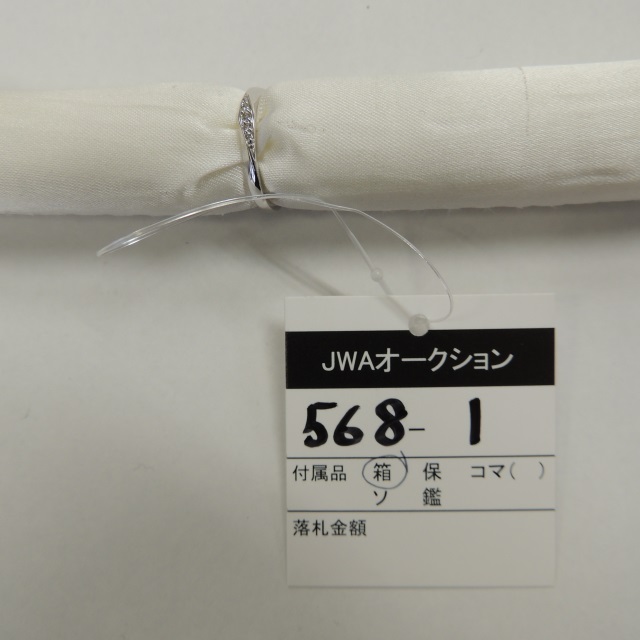 JWAオークション
568- 1
付属品 箱 保 コマ( )
ソ 鑑
落札金額